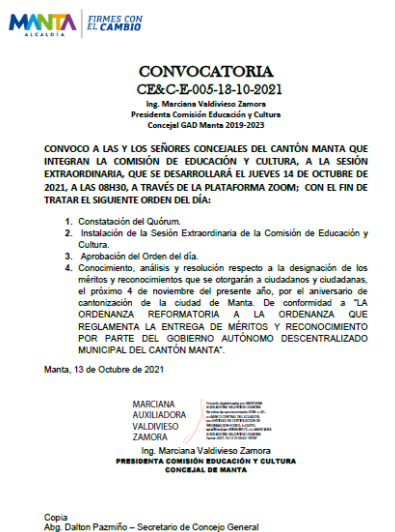 MANTA
ALCALDÍA
FIRMES CON
EL CAMBIO
CONVOCATORIA
CE&C-E-005-13-10-2021
Ing. Marciana Valdivieso Zamora
Presidenta Comisión Educación y Cultura
Concejal GAD Manta 2019-2023
CONVOCO A LAS Y LOS SEÑORES CONCEJALES DEL CANTÓN MANTA QUE
INTEGRAN LA COMISIÓN DE EDUCACIÓN Y CULTURA, A LA SESIÓN
EXTRAORDINARIA, QUE SE DESARROLLARÁ EL JUEVES 14 DE OCTUBRE DE
2021, A LAS 08H30, A TRAVÉS DE LA PLATAFORMA ZOOM; CON EL FIN DE
TRATAR EL SIGUIENTE ORDEN DEL DÍA:
1. Constatación del Quórum.
2. Instalación de la Sesión Extraordinaria de la Comisión de Educación y
Cultura.
3. Aprobación del Orden del día.
4. Conocimiento, análisis y resolución respecto a la designación de los
méritos y reconocimientos que se otorgarán a ciudadanos y ciudadanas,
el próximo 4 de noviembre del presente año, por el aniversario de
cantonización de la ciudad de Manta. De conformidad a “LA
ORDENANZA REFORMATORIA A LA ORDENANZA QUE
REGLAMENTA LA ENTREGA DE MÉRITOS Y RECONOCIMIENTO
POR PARTE DEL GOBIERNO AUTÓNOMO DESCENTRALIZADO
MUNICIPAL DEL CANTÓN MANTA”.
Manta, 13 de Octubre de 2021
MARCIANA
AUXILIADORA
VALDIVIESO
ZAMORA
Ing. Marciana Valdivieso Zamora
PRESIDENTA COMISIÓN EDUCACIÓN Y CULTURA
CONCEJAL DE MANTA
Copia
Abg. Dalton Pazmiño – Secretario de Concejo General